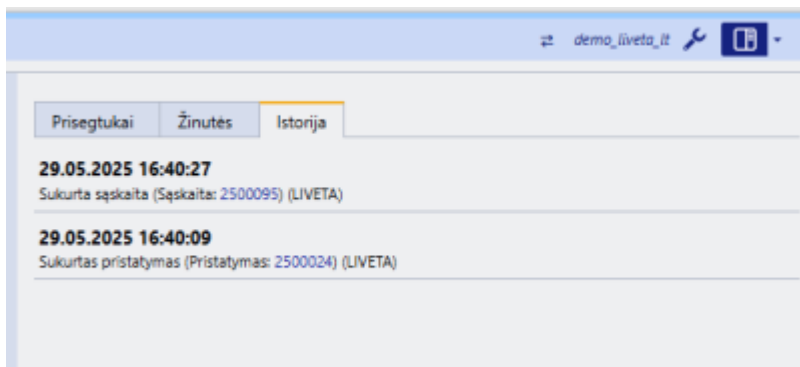 demo_liveta_lt
Prisegtukai Žinutės Istorija
29.05.2025 16:40:27
Sukurta sąskaita (Sąskaita: 2500095) (LIVETA)
29.05.2025 16:40:09
Sukurtas pristatymas (Pristatymas: 2500024) (LIVETA)